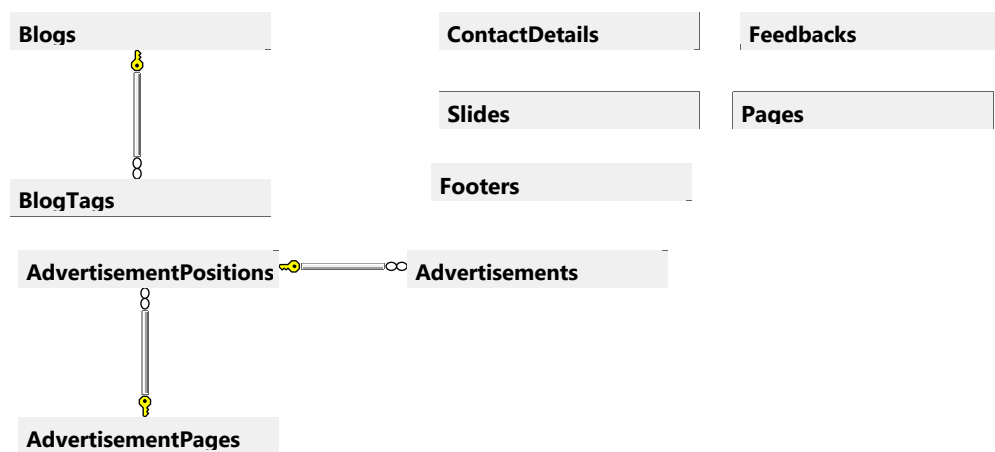 Blogs
ContactDetails
Feedbacks
Slides
Pages
BlogTags
Footers
AdvertisementPositions
Advertisements
AdvertisementPages